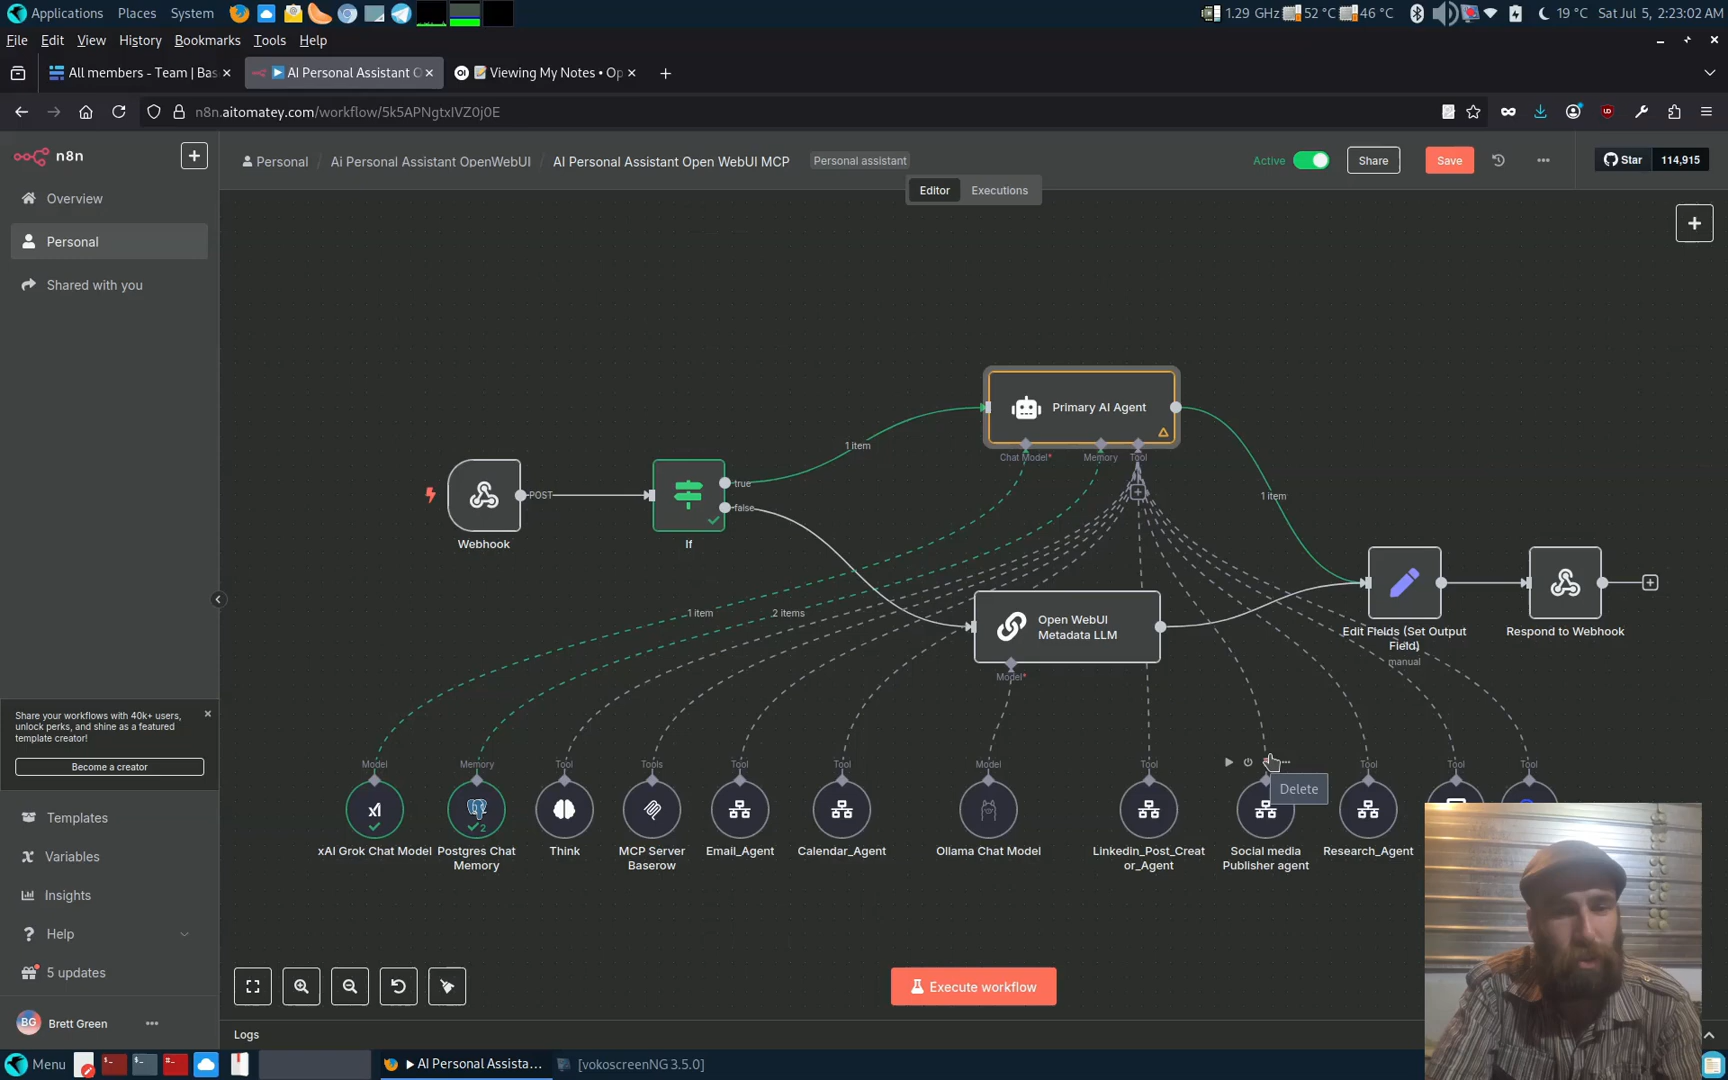 Applications Places System
1.29 GHz 52 °C 46 °C 19 °C Sat Jul 5, 2:23:02 AM
File Edit View History Bookmarks Tools Help
All members - Team | Bas
AI Personal Assistant O
OI Viewing My Notes • Op
n8n.aitomatey.com/workflow/5k5APNgtxIVZ0j0E
n8n
Personal / Ai Personal Assistant OpenWebUI / AI Personal Assistant Open WebUI MCP Personal assistant
Active Share Save Star 114,915
Editor Executions
Overview
Personal
Shared with you
Primary AI Agent
Chat Model* Memory Tool
1 item
POST
true
false
Webhook
If
1 item
1 item
2 items
Open WebUI
Metadata LLM
Model*
Edit Fields (Set Output
Field)
manual
Respond to Webhook
Share your workflows with 40k+ users,
unlock perks, and shine as a featured
template creator!
Become a creator
Model Memory Tool Tools Tool Tool Model Tool Tool Tool Tool
Delete
xAI Grok Chat Model
Postgres Chat
Memory
2
Think
MCP Server
Baserow
Email_Agent
Calendar_Agent
Ollama Chat Model
Linkedin_Post_Creat
or_Agent
Social media
Publisher agent
Research_Agent
Templates
Variables
Insights
Help
5 updates
Execute workflow
BG Brett Green
Logs
Menu AI Personal Assista... [vokoscreenNG 3.5.0]